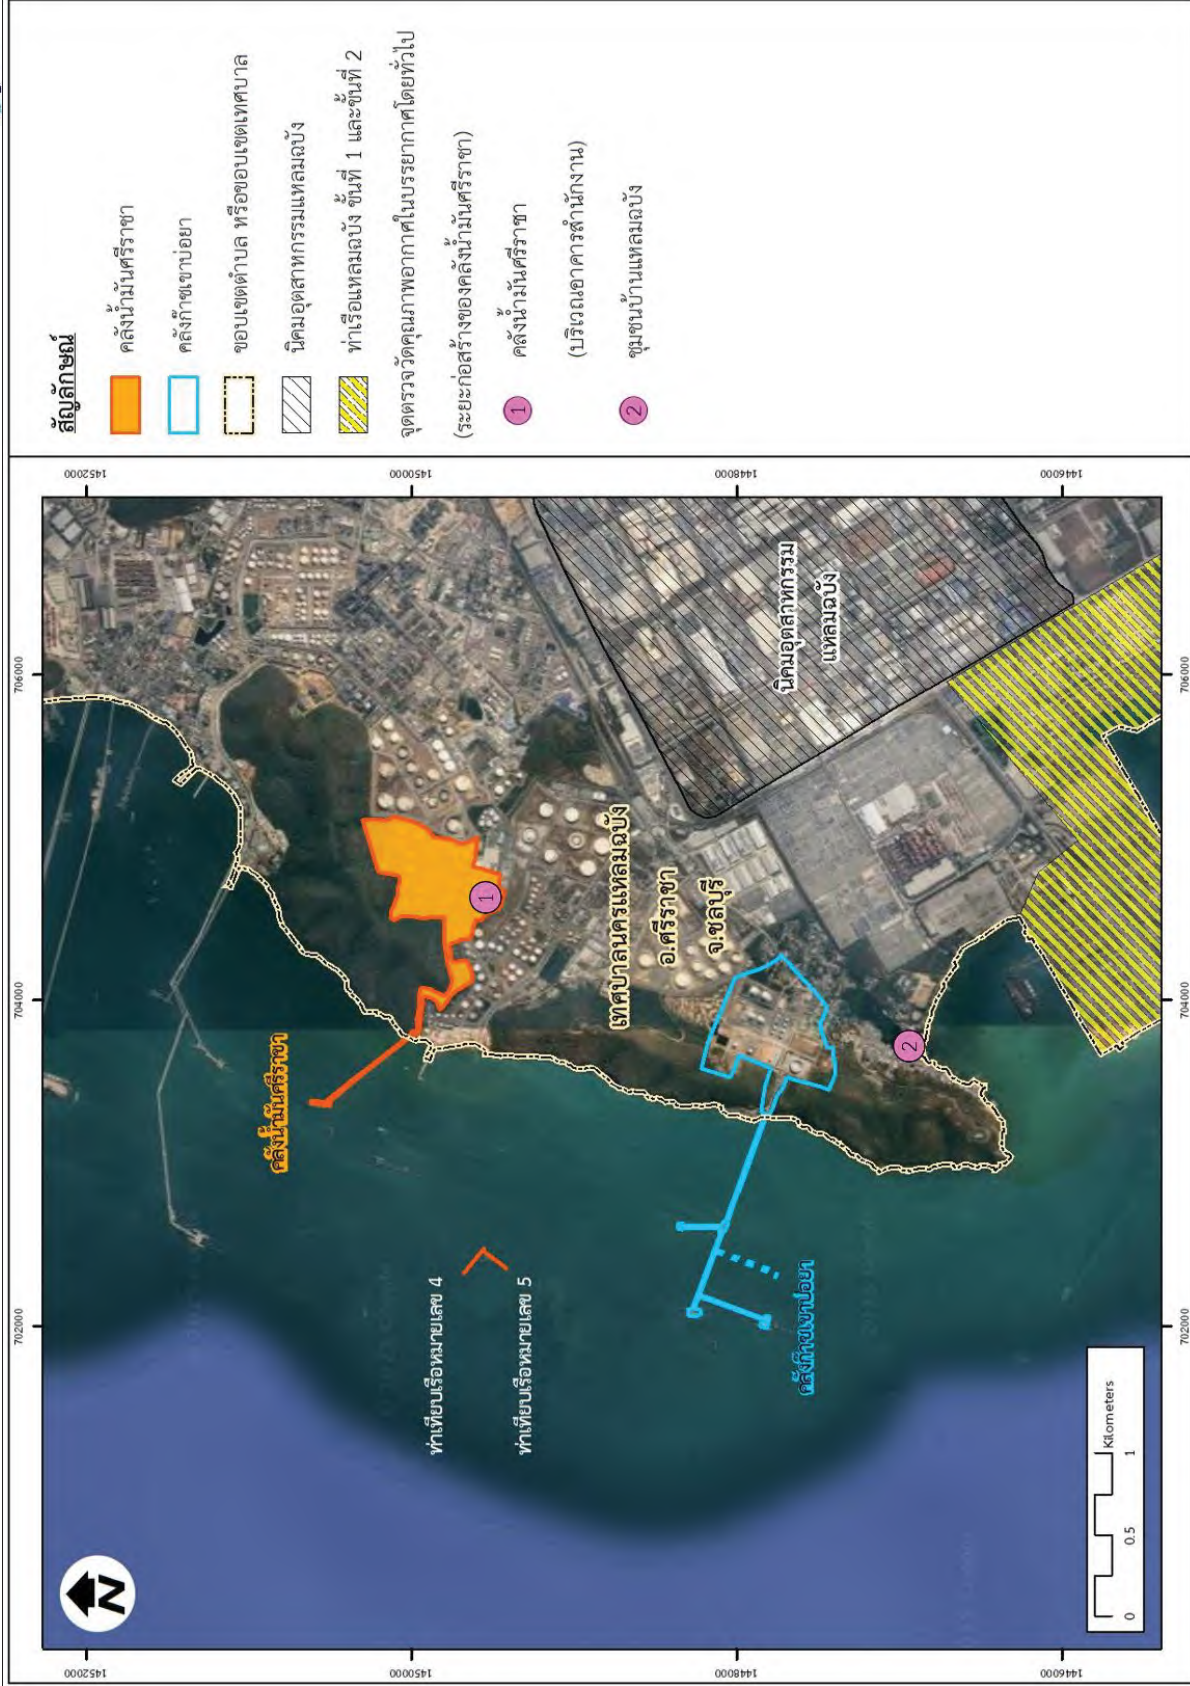 สัญลักษณ์
คลังน้ำมันศรีราชา
คลังก๊าซเขาบ่อยา
ขอบเขตตำบล หรือขอบเขตเทศบาล
นิคมอุตสาหกรรมแหลมฉบัง
ท่าเรือแหลมฉบัง ขั้นที่ 1 และขั้นที่ 2
จุดตรวจวัดคุณภาพอากาศในบรรยากาศโดยทั่วไป
(ระยะก่อสร้างของคลังน้ำมันศรีราชา)
1 คลังน้ำมันศรีราชา
(บริเวณอาคารสำนักงาน)
2 ชุมชนบ้านแหลมฉบัง
702000
704000
706000
1452000
1450000
1448000
1446000
1452000
1450000
1448000
1446000
702000
704000
706000
N
คลังน้ำมันศรีราชา
1
ท่าเทียบเรือหมายเลข 4
ท่าเทียบเรือหมายเลข 5
เทศบาลนครแหลมฉบัง
อ.ศรีราชา
จ.ชลบุรี
นิคมอุตสาหกรรม
แหลมฉบัง
คลังก๊าซเขาบ่อยา
2
0 0.5 1
Kilometers